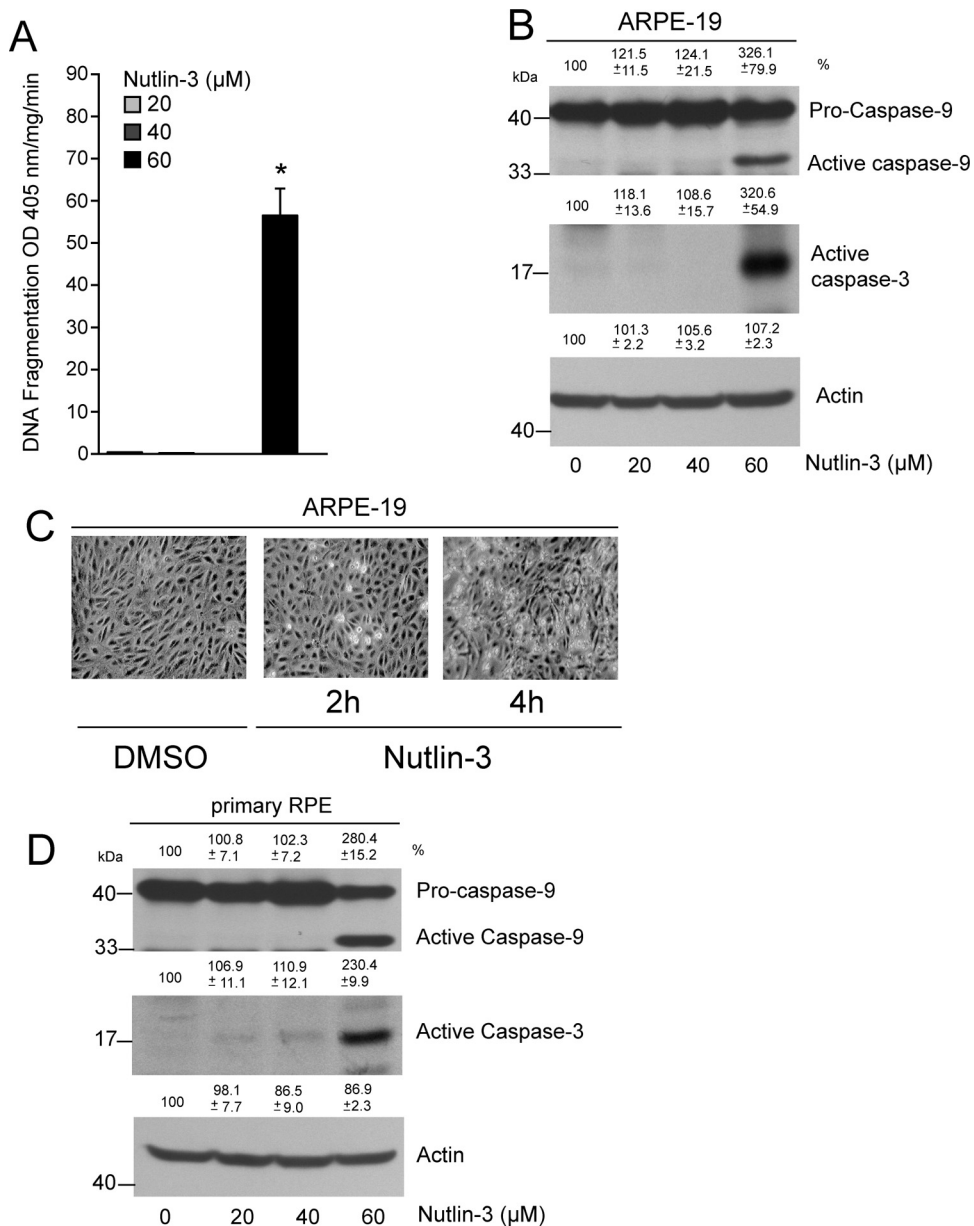 A
DNA Fragmentation OD 405 nm/mg/min
90
80
70
60
50
40
30
20
10
0
Nutlin-3 (µM)
20
40
60
*
B
ARPE-19
kDa
100 121.5 ±11.5 124.1 ±21.5 326.1 ±79.9 %
40 Pro-Caspase-9
33 Active caspase-9
100 118.1 ±13.6 108.6 ±15.7 320.6 ±54.9
17 Active
caspase-3
100 101.3 ± 2.2 105.6 ±3.2 107.2 ±2.3
Actin
40
0 20 40 60 Nutlin-3 (µM)
C
ARPE-19
2h 4h
DMSO Nutlin-3
D
primary RPE
kDa
100 100.8 ± 7.1 102.3 ± 7.2 280.4 ±15.2 %
40 Pro-caspase-9
33 Active Caspase-9
100 106.9 ± 11.1 110.9 ± 12.1 230.4 ±9.9
17 Active Caspase-3
100 98.1 ± 7.7 86.5 ± 9.0 86.9 ±2.3
Actin
40
0 20 40 60 Nutlin-3 (µM)